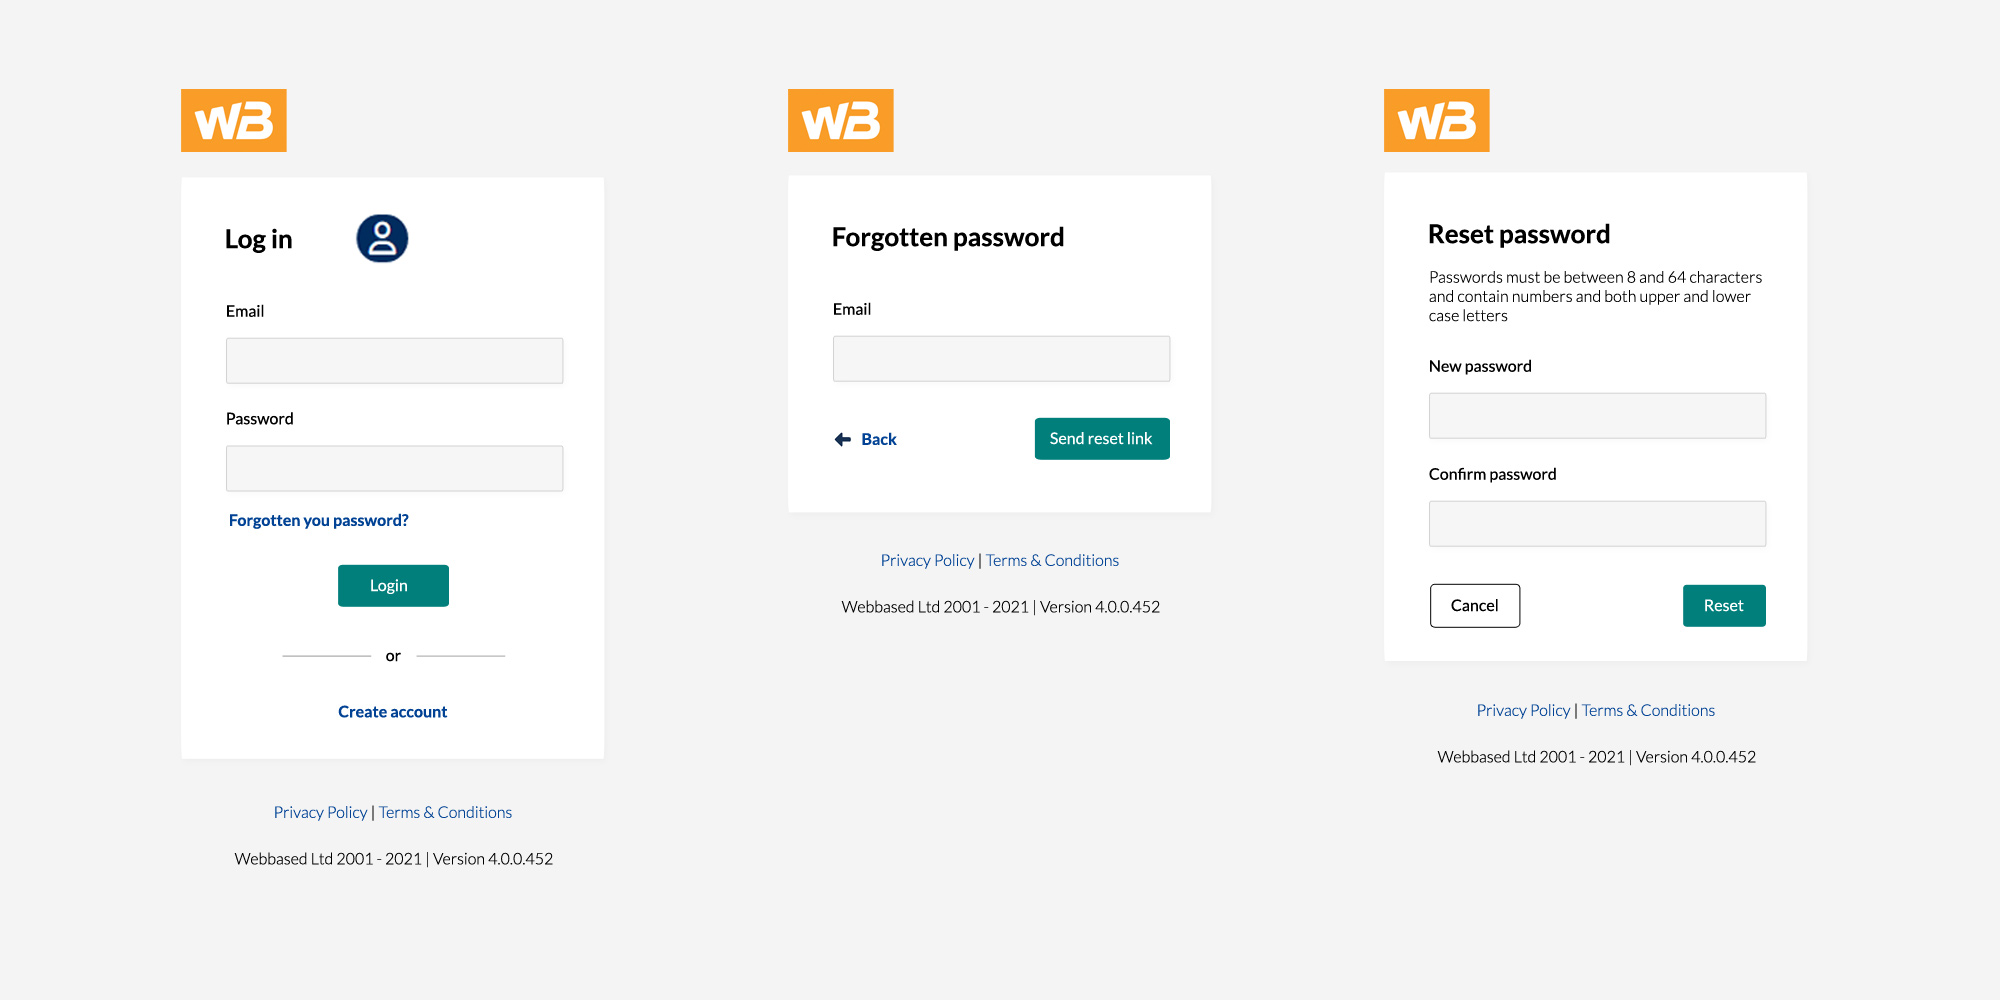 WB
Log in
Email
Password
Forgotten you password?
Login
or
Create account
Privacy Policy | Terms & Conditions
Webbased Ltd 2001 - 2021 | Version 4.0.0.452
WB
Forgotten password
Email
Back
Send reset link
Privacy Policy | Terms & Conditions
Webbased Ltd 2001 - 2021 | Version 4.0.0.452
WB
Reset password
Passwords must be between 8 and 64 characters
and contain numbers and both upper and lower
case letters
New password
Confirm password
Cancel
Reset
Privacy Policy | Terms & Conditions
Webbased Ltd 2001 - 2021 | Version 4.0.0.452